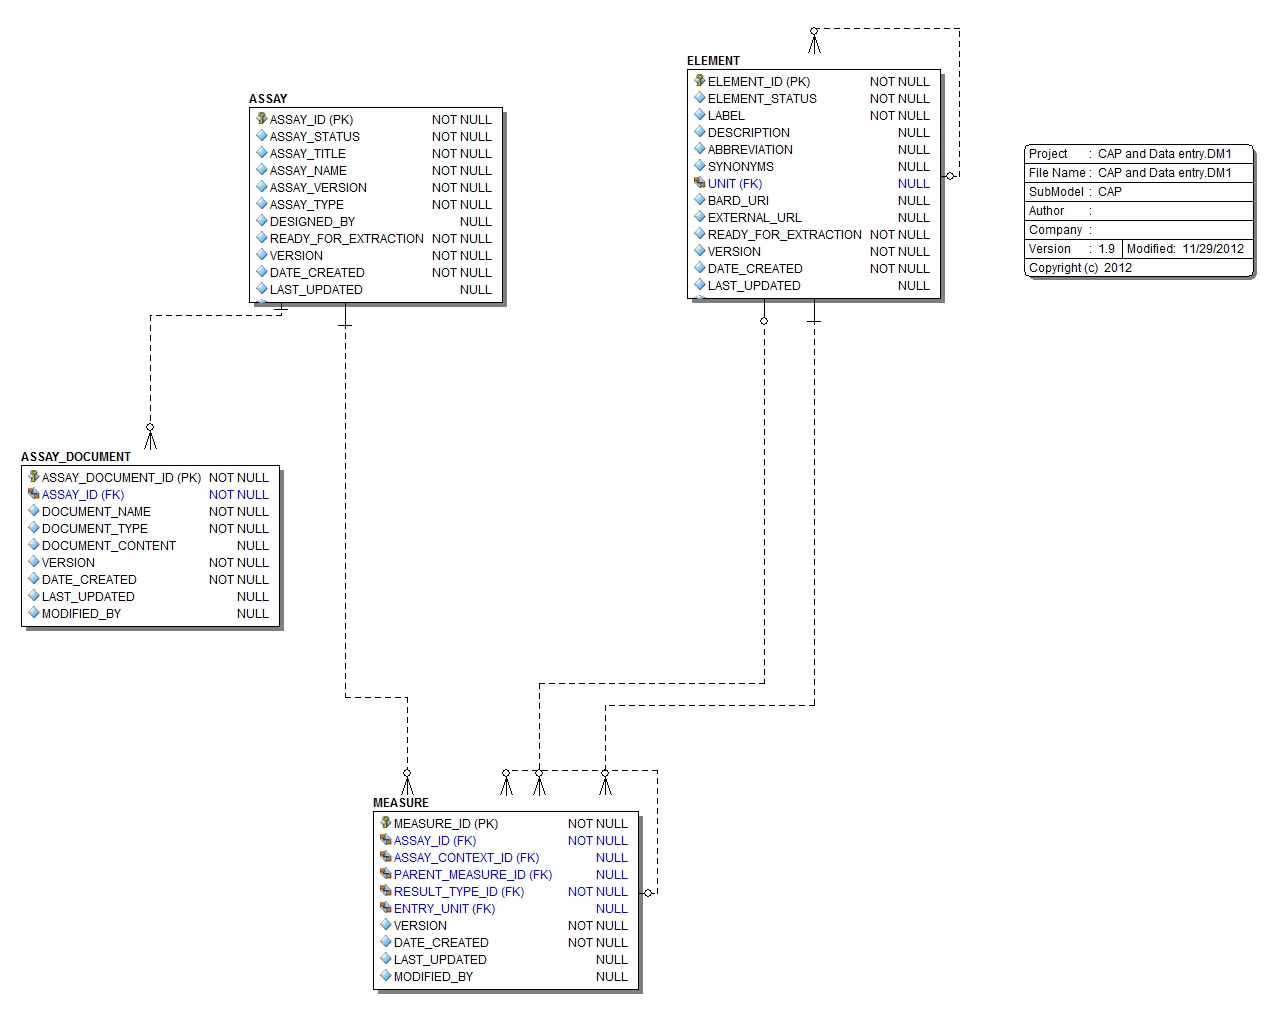 ELEMENT
ELEMENT_ID (PK) NOT NULL
ELEMENT_STATUS NOT NULL
LABEL NOT NULL
DESCRIPTION NULL
ABBREVIATION NULL
SYNONYMS NULL
UNIT (FK) NULL
BARD_URI NULL
EXTERNAL_URL NULL
READY_FOR_EXTRACTION NOT NULL
VERSION NOT NULL
DATE_CREATED NOT NULL
LAST_UPDATED NULL
ASSAY
ASSAY_ID (PK) NOT NULL
ASSAY_STATUS NOT NULL
ASSAY_TITLE NOT NULL
ASSAY_NAME NOT NULL
ASSAY_VERSION NOT NULL
ASSAY_TYPE NOT NULL
DESIGNED_BY NULL
READY_FOR_EXTRACTION NOT NULL
VERSION NOT NULL
DATE_CREATED NOT NULL
LAST_UPDATED NULL
Project : CAP and Data entry.DM1
File Name : CAP and Data entry.DM1
SubModel : CAP
Author :
Company :
Version : 1.9 Modified: 11/29/2012
Copyright (c) 2012
ASSAY_DOCUMENT
ASSAY_DOCUMENT_ID (PK) NOT NULL
ASSAY_ID (FK) NOT NULL
DOCUMENT_NAME NOT NULL
DOCUMENT_TYPE NOT NULL
DOCUMENT_CONTENT NULL
VERSION NOT NULL
DATE_CREATED NOT NULL
LAST_UPDATED NULL
MODIFIED_BY NULL
MEASURE
MEASURE_ID (PK) NOT NULL
ASSAY_ID (FK) NOT NULL
ASSAY_CONTEXT_ID (FK) NULL
PARENT_MEASURE_ID (FK) NULL
RESULT_TYPE_ID (FK) NOT NULL
ENTRY_UNIT (FK) NULL
VERSION NOT NULL
DATE_CREATED NOT NULL
LAST_UPDATED NULL
MODIFIED_BY NULL